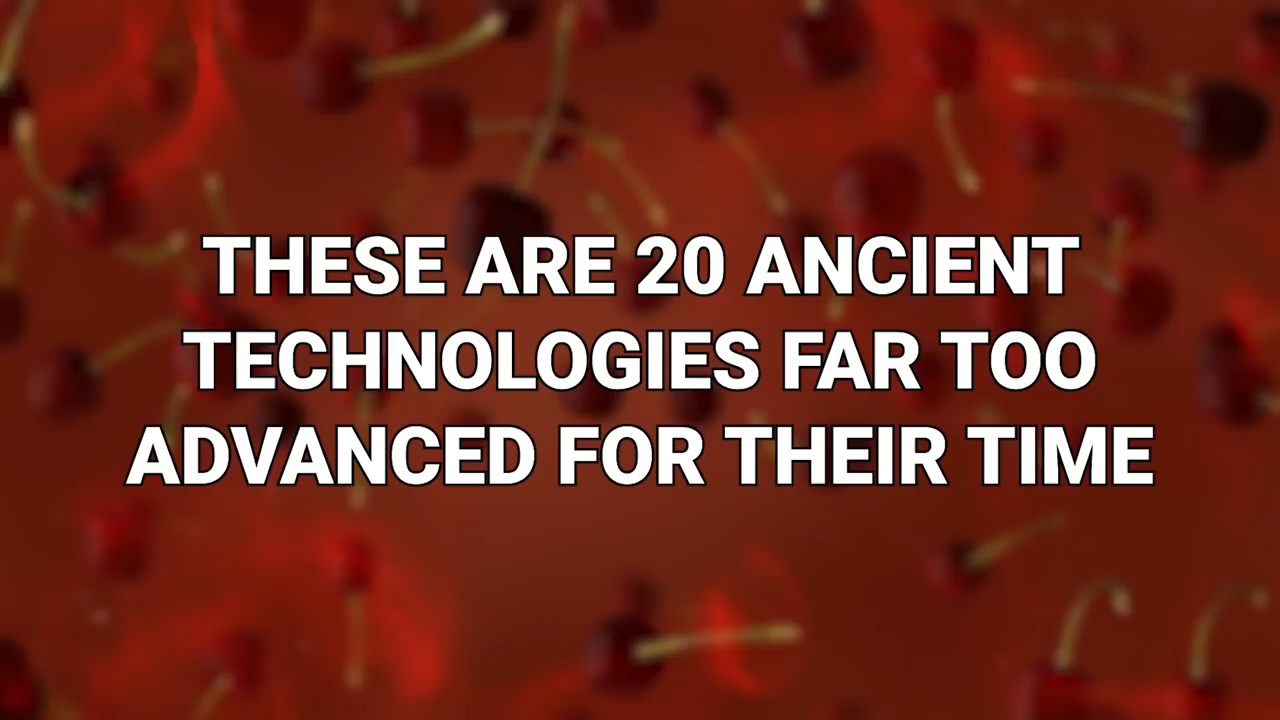 THESE ARE 20 ANCIENT
TECHNOLOGIES FAR TOO
ADVANCED FOR THEIR TIME